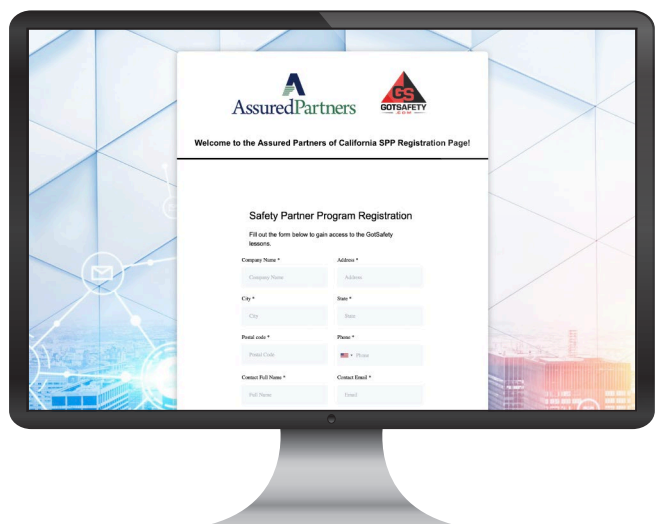 AssuredPartners
GS
GOTSAFETY
.COM
Welcome to the Assured Partners of California SPP Registration Page!
Safety Partner Program Registration
Fill out the form below to gain access to the GotSafety
lessons.
Company Name * Address *
Company Name Address
City * State *
City State
Postal code * Phone *
Postal Code Phone
Contact Full Name * Contact Email *
Full Name Email